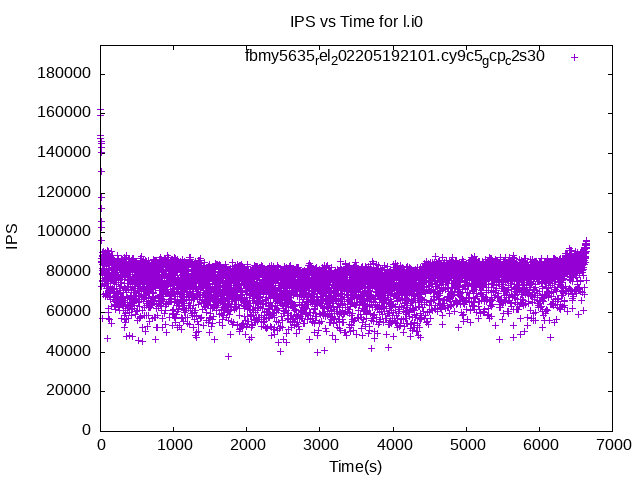 IPS vs Time for l.i0
fbmy5635rel202205192101.cy9c5gcpc2s30
180000
160000
140000
120000
100000
80000
60000
40000
20000
0
IPS
0 1000 2000 3000 4000 5000 6000 7000
Time(s)